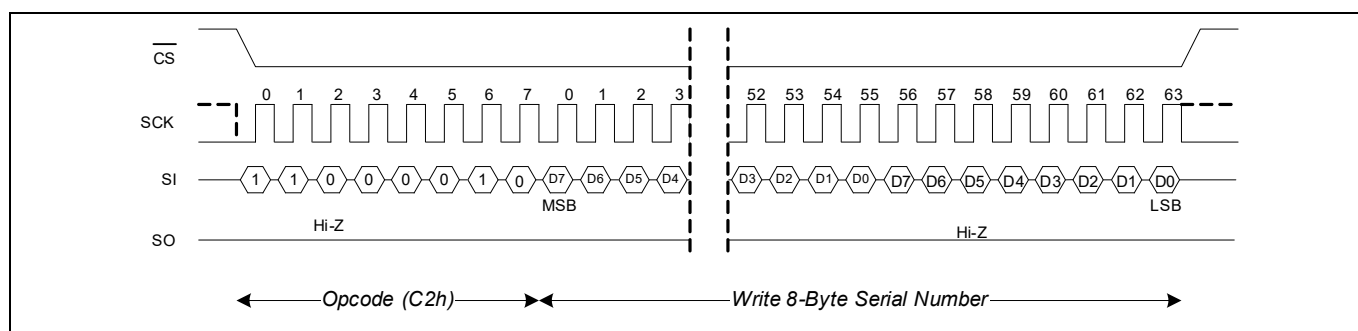 CS
0 1 2 3 4 5 6 7 0 1 2 3 52 53 54 55 56 57 58 59 60 61 62 63
SCK
SI 1 1 0 0 0 0 1 0 D7 D6 D5 D4 D3 D2 D1 D0 D7 D6 D5 D4 D3 D2 D1 D0
MSB LSB
Hi-Z Hi-Z
SO
Opcode (C2h) Write 8-Byte Serial Number